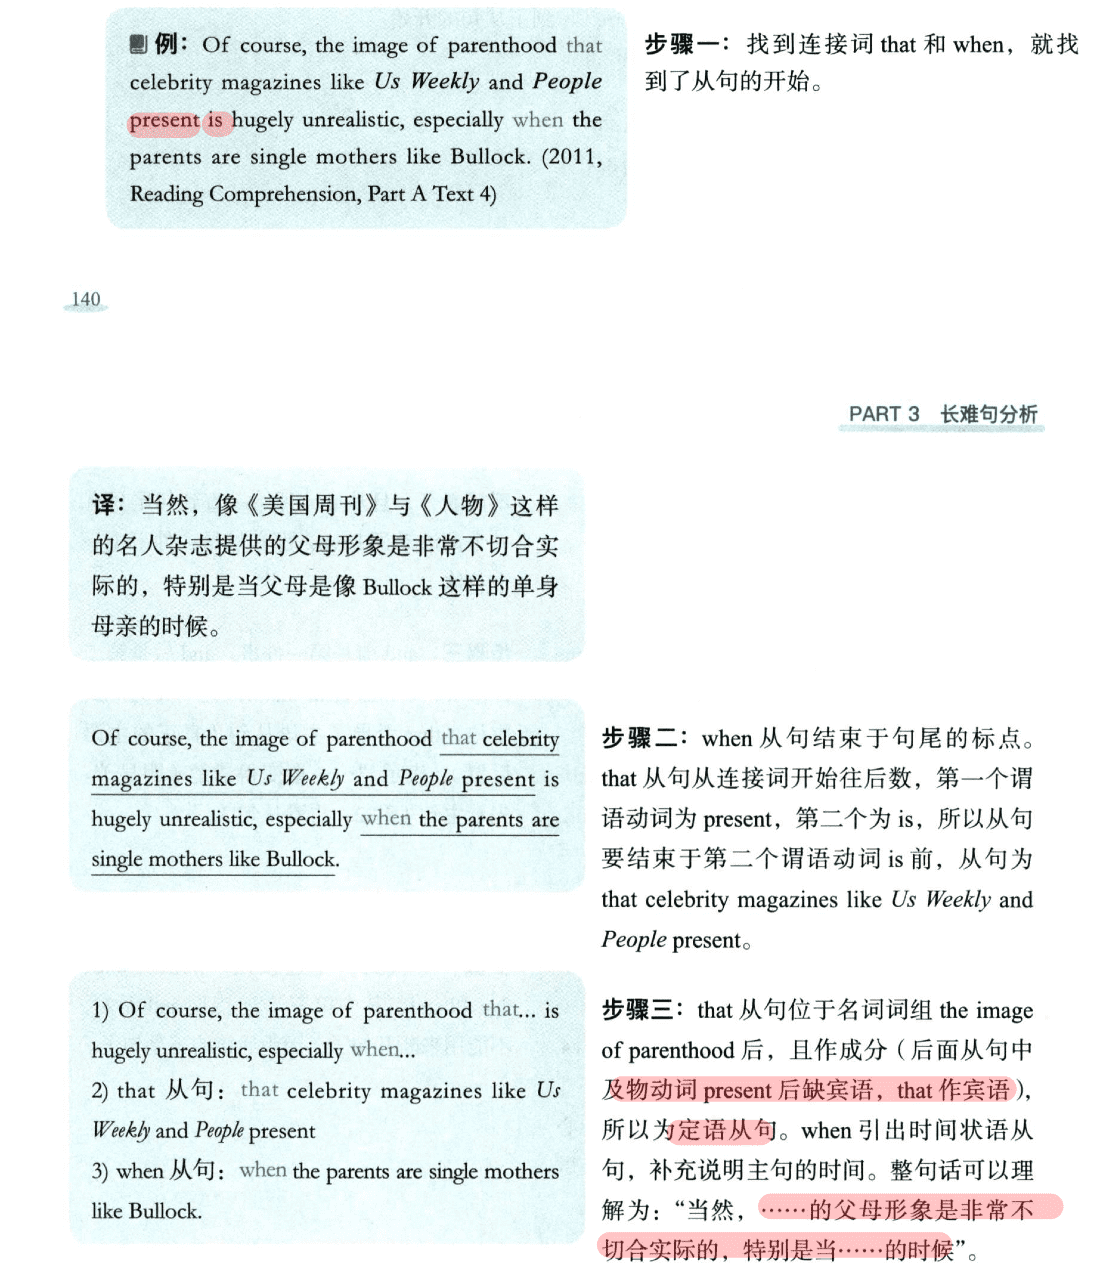 例：Of course, the image of parenthood that
celebrity magazines like Us Weekly and People
present is hugely unrealistic, especially when the
parents are single mothers like Bullock. (2011,
Reading Comprehension, Part A Text 4)
步骤一：找到连接词 that 和 when，就找
到了从句的开始。
140
PART 3 长难句分析
译：当然，像《美国周刊》与《人物》这样
的名人杂志提供的父母形象是非常不切合实
际的，特别是当父母是像 Bullock 这样的单身
母亲的时候。
Of course, the image of parenthood that celebrity
magazines like Us Weekly and People present is
hugely unrealistic, especially when the parents are
single mothers like Bullock.
步骤二：when 从句结束于句尾的标点。
that 从句从连接词开始往后数，第一个谓
语动词为 present，第二个为 is，所以从句
要结束于第二个谓语动词 is 前，从句为
that celebrity magazines like Us Weekly and
People present。
1) Of course, the image of parenthood that... is
hugely unrealistic, especially when...
2) that 从句：that celebrity magazines like Us
Weekly and People present
3) when 从句：when the parents are single mothers
like Bullock.
步骤三：that 从句位于名词词组 the image
of parenthood 后，且作成分（后面从句中
及物动词 present 后缺宾语，that 作宾语），
所以为定语从句。when 引出时间状语从
句，补充说明主句的时间。整句话可以理
解为：“当然，……的父母形象是非常不
切合实际的，特别是当……的时候”。